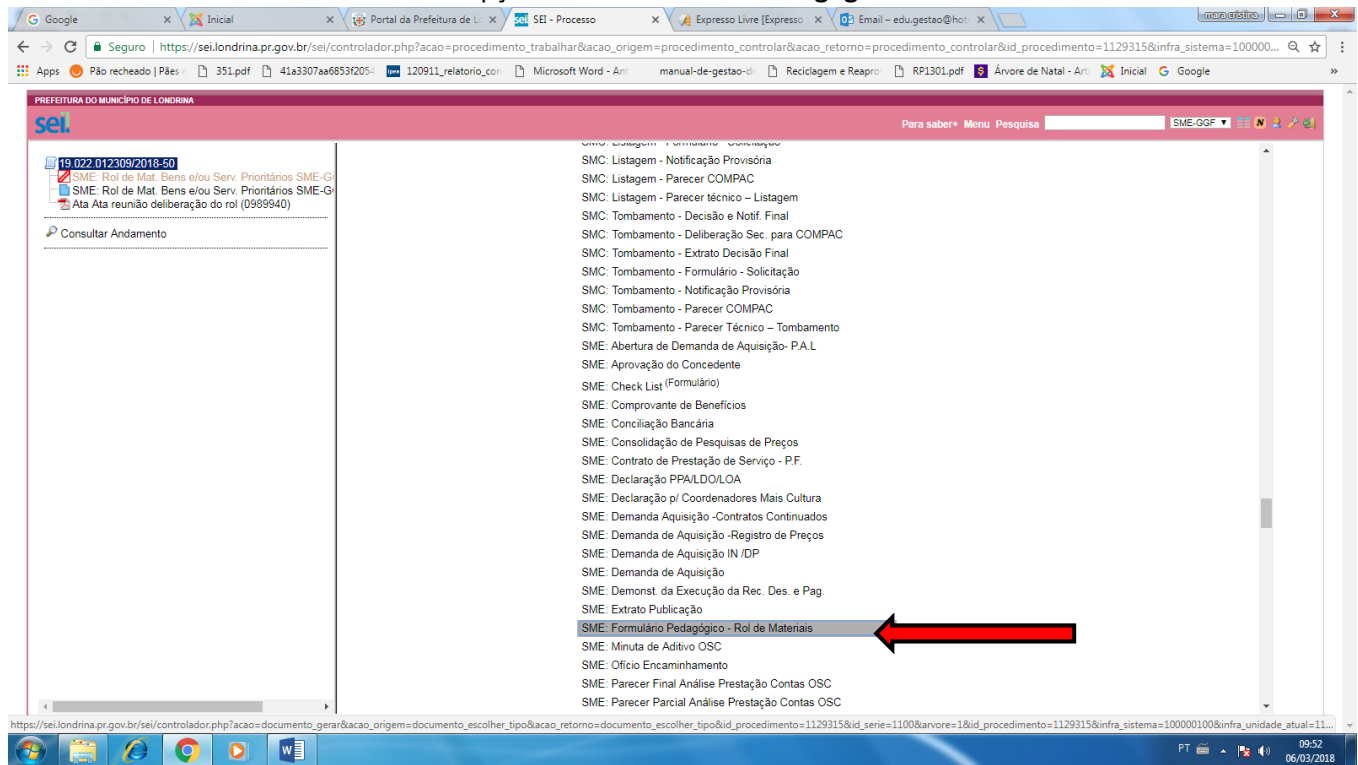 Google
Inicial
Portal da Prefeitura de Lo
SEI - Processo
Expresso Livre [Expresso
Email – edu.gestao@hot
mara cristina
Seguro | https://sei.londrina.pr.gov.br/sei/controlador.php?acao=procedimento_trabalhar&acao_origem=procedimento_controlar&acao_retorno=procedimento_controlar&id_procedimento=1129315&infra_sistema=100000...
Apps Pão recheado | Pães e 351.pdf 41a3307aa6853f2054 120911_relatorio_con Microsoft Word - An manual-de-gestao-d Reciclagem e Reapro RP1301.pdf Árvore de Natal - Art Inicial Google »
PREFEITURA DO MUNICÍPIO DE LONDRINA
sei.
Para saber+ Menu Pesquisa
SME-GGF
19.022.012309/2018-50
SME: Rol de Mat. Bens e/ou Serv. Prioritários SME-G
SME: Rol de Mat. Bens e/ou Serv. Prioritários SME-G
Ata Ata reunião deliberação do rol (0989940)
Consultar Andamento
SMC: Listagem - Formulário - Solicitação
SMC: Listagem - Notificação Provisória
SMC: Listagem - Parecer COMPAC
SMC: Listagem - Parecer técnico – Listagem
SMC: Tombamento - Decisão e Notif. Final
SMC: Tombamento - Deliberação Sec. para COMPAC
SMC: Tombamento - Extrato Decisão Final
SMC: Tombamento - Formulário - Solicitação
SMC: Tombamento - Notificação Provisória
SMC: Tombamento - Parecer COMPAC
SMC: Tombamento - Parecer Técnico – Tombamento
SME: Abertura de Demanda de Aquisição- P.A.L
SME: Aprovação do Concedente
SME: Check List (Formulário)
SME: Comprovante de Benefícios
SME: Conciliação Bancária
SME: Consolidação de Pesquisas de Preços
SME: Contrato de Prestação de Serviço - P.F.
SME: Declaração PPA/LDO/LOA
SME: Declaração p/ Coordenadores Mais Cultura
SME: Demanda Aquisição -Contratos Continuados
SME: Demanda de Aquisição -Registro de Preços
SME: Demanda de Aquisição IN /DP
SME: Demanda de Aquisição
SME: Demonst. da Execução da Rec. Des. e Pag.
SME: Extrato Publicação
SME: Formulário Pedagógico - Rol de Materiais
SME: Minuta de Aditivo OSC
SME: Ofício Encaminhamento
SME: Parecer Final Análise Prestação Contas OSC
SME: Parecer Parcial Análise Prestação Contas OSC
https://sei.londrina.pr.gov.br/sei/controlador.php?acao=documento_gerar&acao_origem=documento_escolher_tipo&acao_retorno=documento_escolher_tipo&id_procedimento=1129315&id_serie=1100&arvore=1&id_procedimento=1129315&infra_sistema=100000100&infra_unidade_atual=11...
PT
09:52
06/03/2018